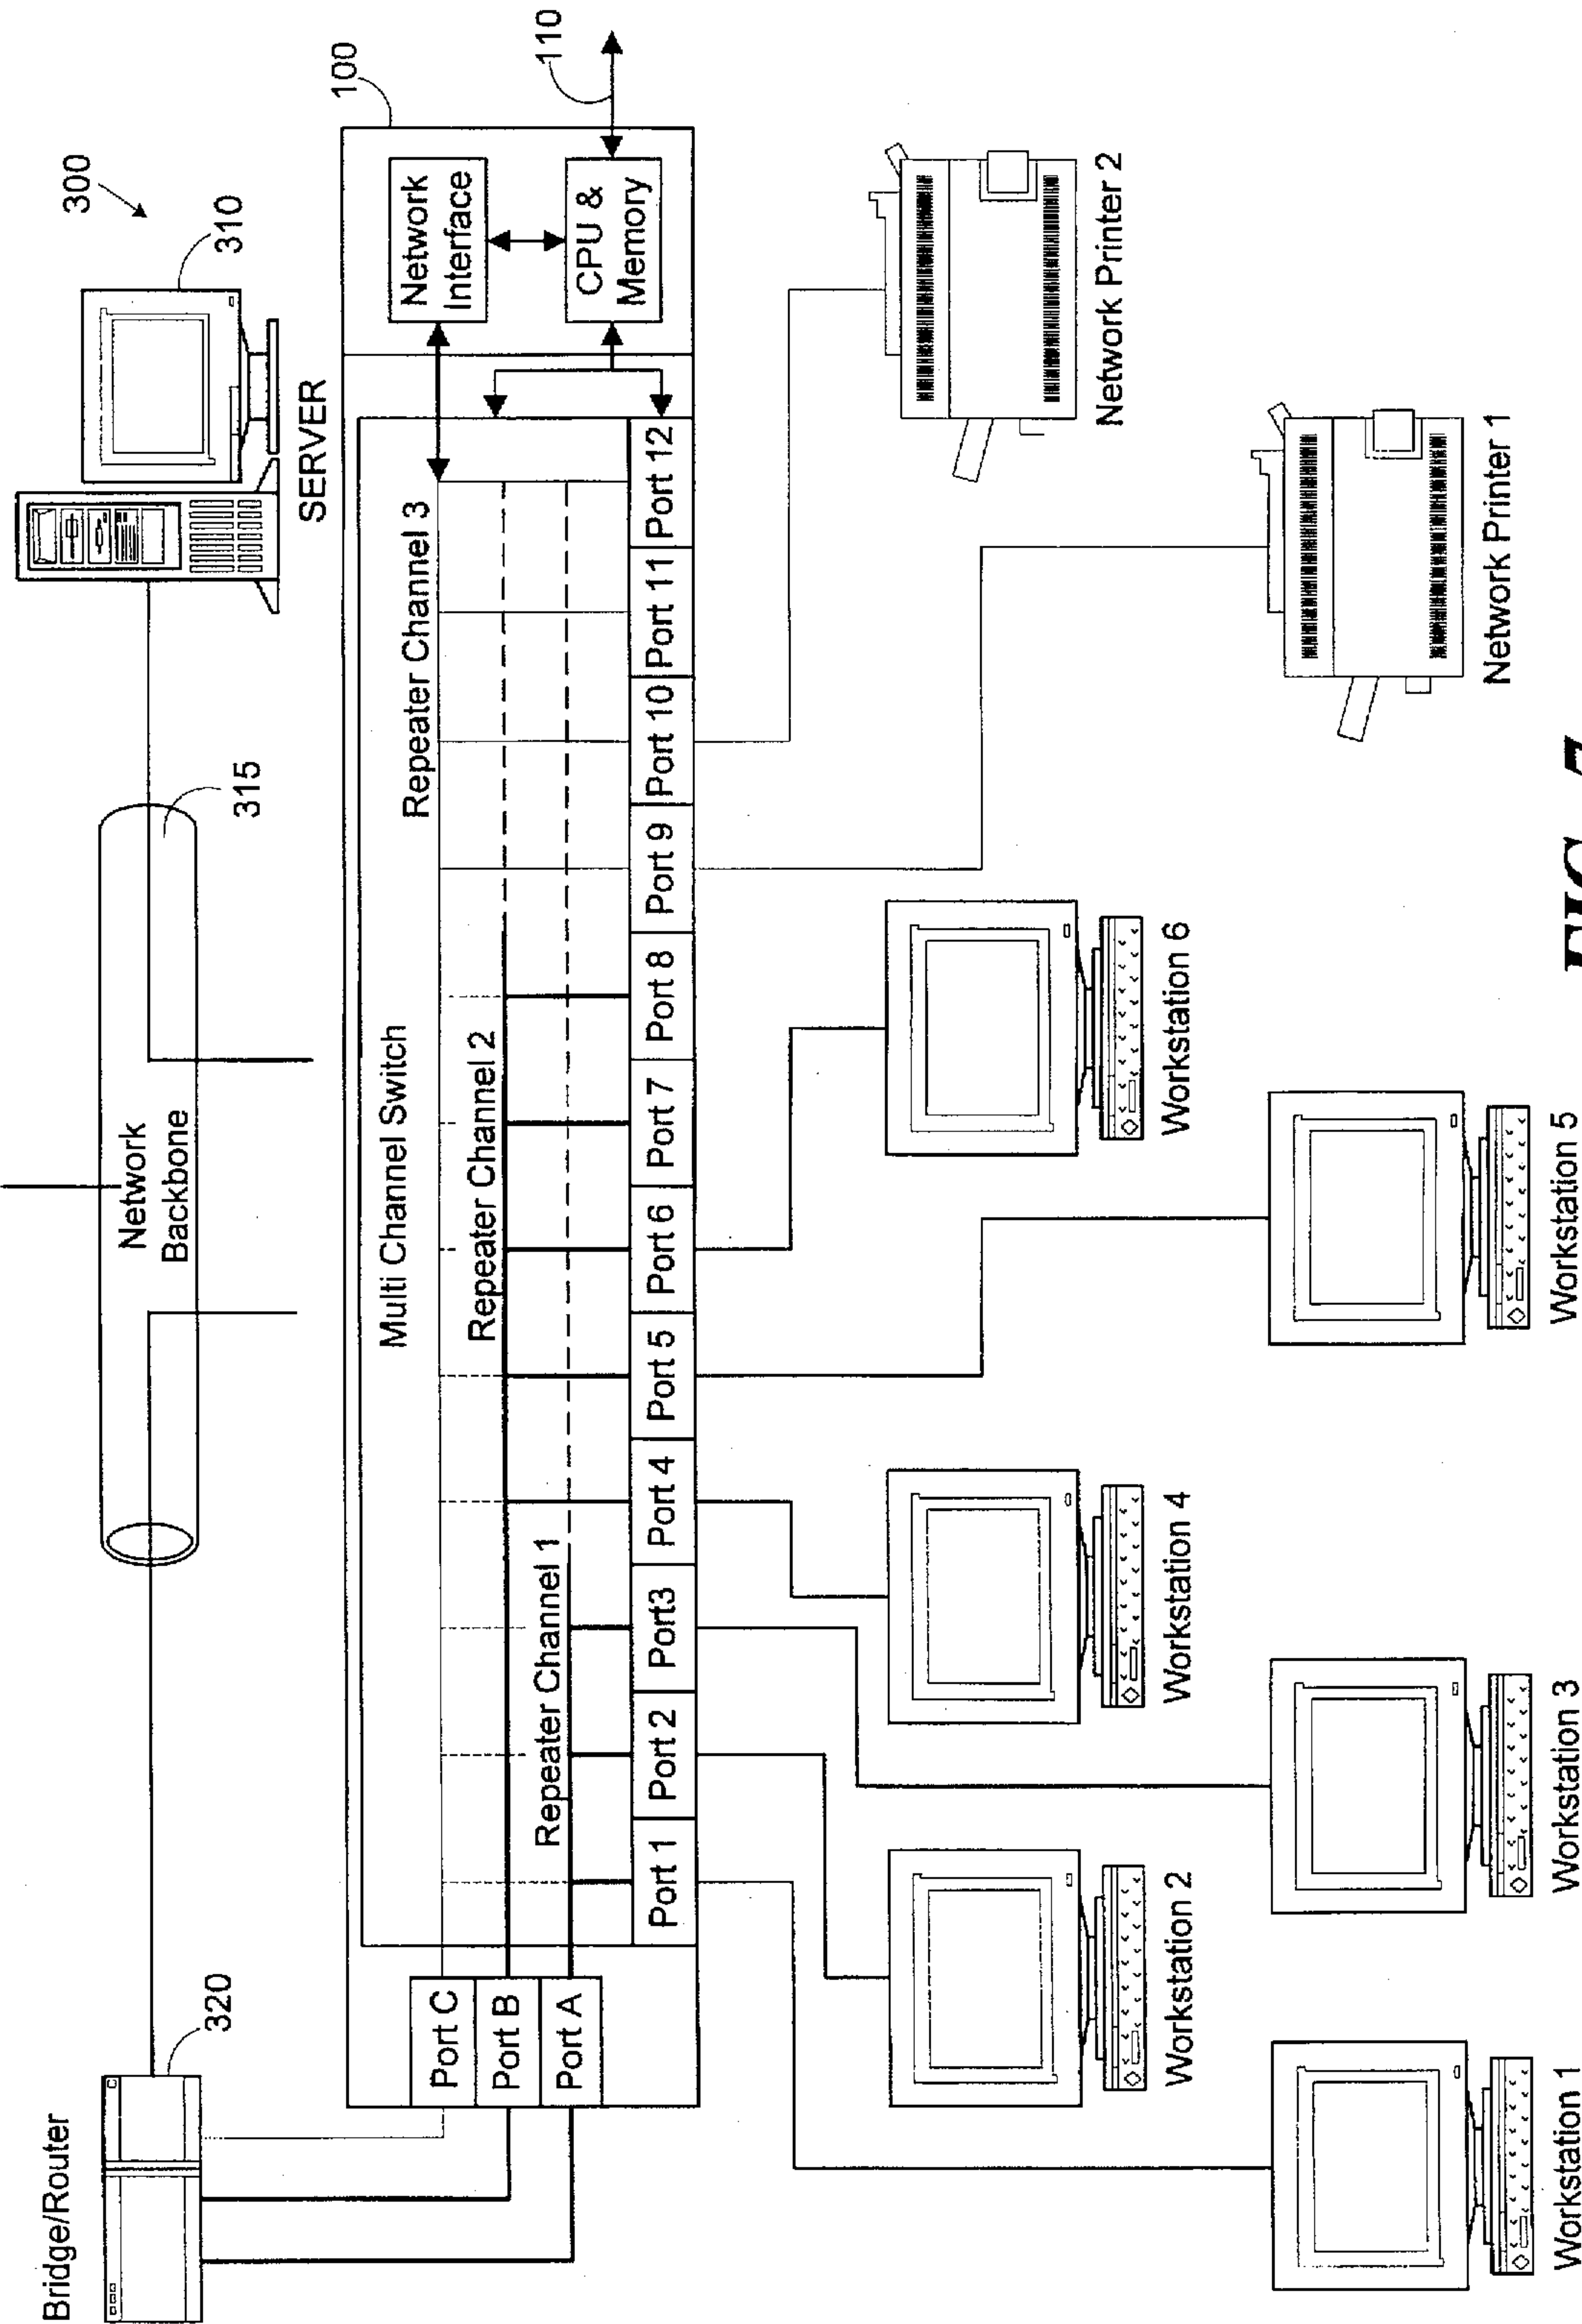 Bridge/Router
320
Network
Backbone
315
300
310
SERVER
100
110
Multi Channel Switch
Repeater Channel 3
Repeater Channel 2
Repeater Channel 1
Port C
Port B
Port A
Network
Interface
CPU &
Memory
Port 1
Port 2
Port3
Port 4
Port 5
Port 6
Port 7
Port 8
Port 9
Port 10
Port 11
Port 12
Workstation 2
Workstation 4
Workstation 6
Network Printer 2
Workstation 1
Workstation 3
Workstation 5
Network Printer 1